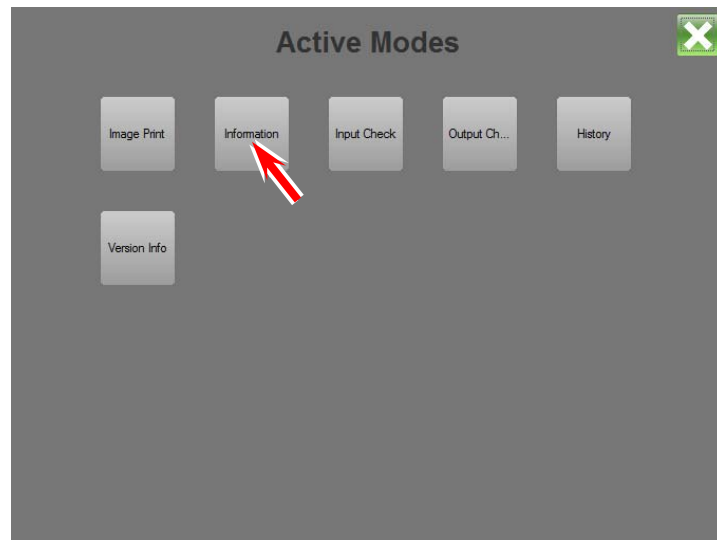 Active Modes
Image Print
Information
Input Check
Output Ch...
History
Version Info